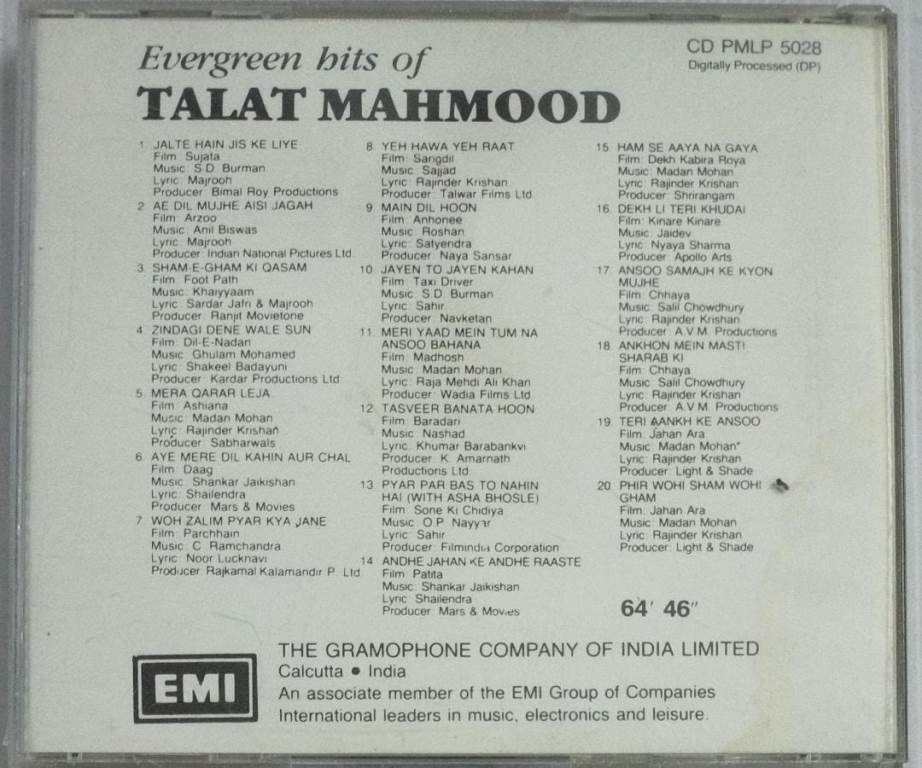 Evergreen hits of
TALAT MAHMOOD
CD PMLP 5028
Digitally Processed (DP)
1 JALTE HAIN JIS KE LIYE
Film: Sujata
Music: S.D. Burman
Lyric: Majrooh
Producer: Bimal Roy Productions
2 AE DIL MUJHE AISI JAGAH
Film: Arzoo
Music: Anil Biswas
Lyric: Majrooh
Producer: Indian National Pictures Ltd
3 SHAM-E-GHAM KI QASAM
Film: Foot Path
Music: Khaiyyaam
Lyric: Sardar Jafri & Majrooh
Producer: Ranjit Movietone
4 ZINDAGI DENE WALE SUN
Film: Dil-E-Nadan
Music: Ghulam Mohamed
Lyric: Shakeel Badayuni
Producer: Kardar Productions Ltd
5 MERA QARAR LEJA
Film: Ashiana
Music: Madan Mohan
Lyric: Rajinder Krishan
Producer: Sabharwals
6 AYE MERE DIL KAHIN AUR CHAL
Film: Daag
Music: Shankar Jaikishan
Lyric: Shailendra
Producer: Mars & Movies
7 WOH ZALIM PYAR KYA JANE
Film: Parchhain
Music: C. Ramchandra
Lyric: Noor Lucknavi
Producer: Rajkamal Kalamandir P. Ltd
8 YEH HAWA YEH RAAT
Film: Sangdil
Music: Sajjad
Lyric: Rajinder Krishan
Producer: Talwar Films Ltd
9 MAIN DIL HOON
Film: Anhonee
Music: Roshan
Lyric: Satyendra
Producer: Naya Sansar
10 JAYEN TO JAYEN KAHAN
Film: Taxi Driver
Music: S.D. Burman
Lyric: Sahir
Producer: Navketan
11 MERI YAAD MEIN TUM NA
ANSOO BAHANA
Film: Madhosh
Music: Madan Mohan
Lyric: Raja Mehdi Ali Khan
Producer: Wadia Films Ltd
12 TASVEER BANATA HOON
Film: Baradari
Music: Nashad
Lyric: Khumar Barabankvi
Producer: K. Amarnath
Productions Ltd
13 PYAR PAR BAS TO NAHIN
HAI (WITH ASHA BHOSLE)
Film: Sone Ki Chidiya
Music: O.P. Nayyar
Lyric: Sahir
Producer: Filmindia Corporation
14 ANDHE JAHAN KE ANDHE RAASTE
Film: Patita
Music: Shankar Jaikishan
Lyric: Shailendra
Producer: Mars & Movies
15 HAM SE AAYA NA GAYA
Film: Dekh Kabira Roya
Music: Madan Mohan
Lyric: Rajinder Krishan
Producer: Shrirangam
16 DEKH LI TERI KHUDAI
Film: Kinare Kinare
Music: Jaidev
Lyric: Nyaya Sharma
Producer: Apollo Arts
17 ANSOO SAMAJH KE KYON
MUJHE
Film: Chhaya
Music: Salil Chowdhury
Lyric: Rajinder Krishan
Producer: A.V.M. Productions
18 ANKHON MEIN MASTI
SHARAB KI
Film: Chhaya
Music: Salil Chowdhury
Lyric: Rajinder Krishan
Producer: A.V.M. Productions
19 TERI AANKH KE ANSOO
Film: Jahan Ara
Music: Madan Mohan
Lyric: Rajinder Krishan
Producer: Light & Shade
20 PHIR WOHI SHAM WOHI
GHAM
Film: Jahan Ara
Music: Madan Mohan
Lyric: Rajinder Krishan
Producer: Light & Shade
64' 46"
EMI
THE GRAMOPHONE COMPANY OF INDIA LIMITED
Calcutta • India
An associate member of the EMI Group of Companies
International leaders in music, electronics and leisure.